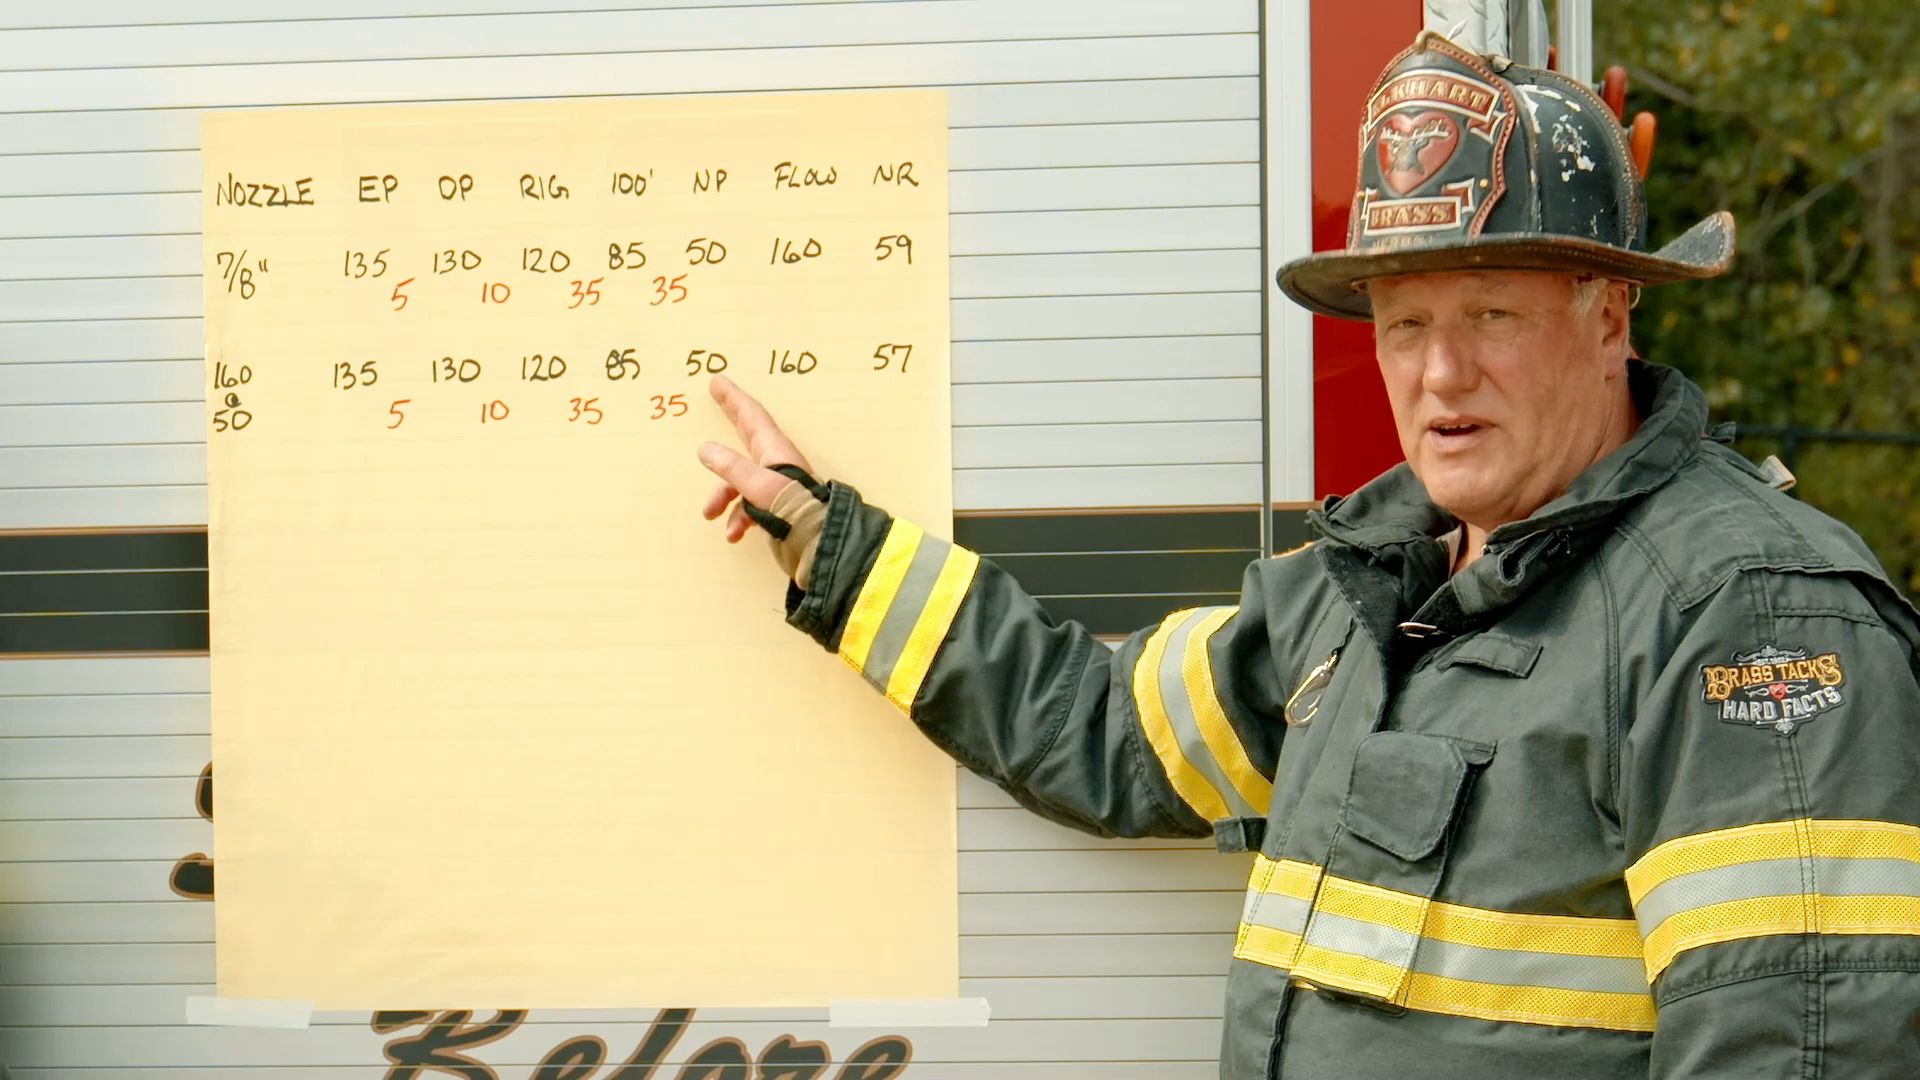 NOZZLE EP DP RIG 100' NP FLOW NR
7/8" 135 130 120 85 50 160 59
5 10 35 35
160 @ 50 135 130 120 85 50 160 57
5 10 35 35
Before
ELKHART
BRASS
BRASS TACKS
HARD FACTS